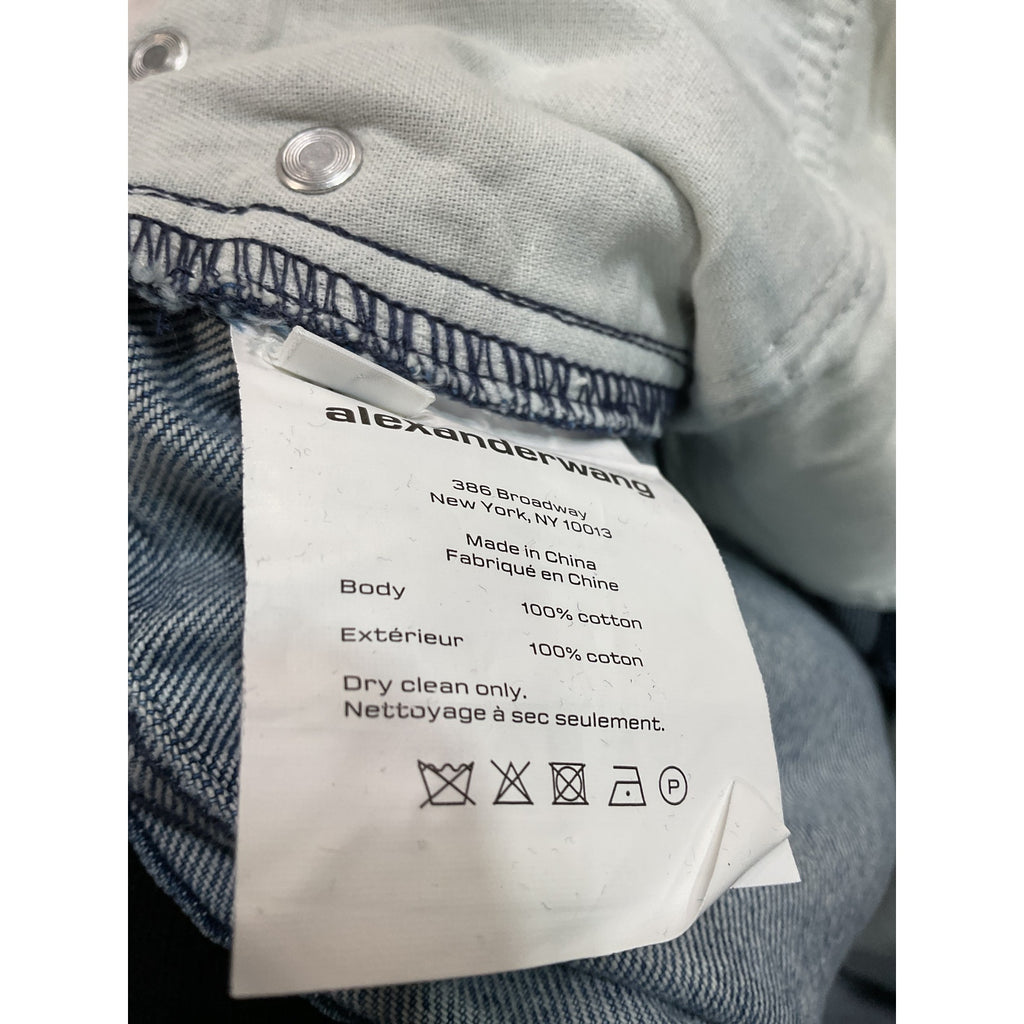 alexanderwang
386 Broadway
New York, NY 10013
Made in China
Fabriqué en Chine
Body
100% cotton
Extérieur
100% coton
Dry clean only.
Nettoyage à sec seulement.
P